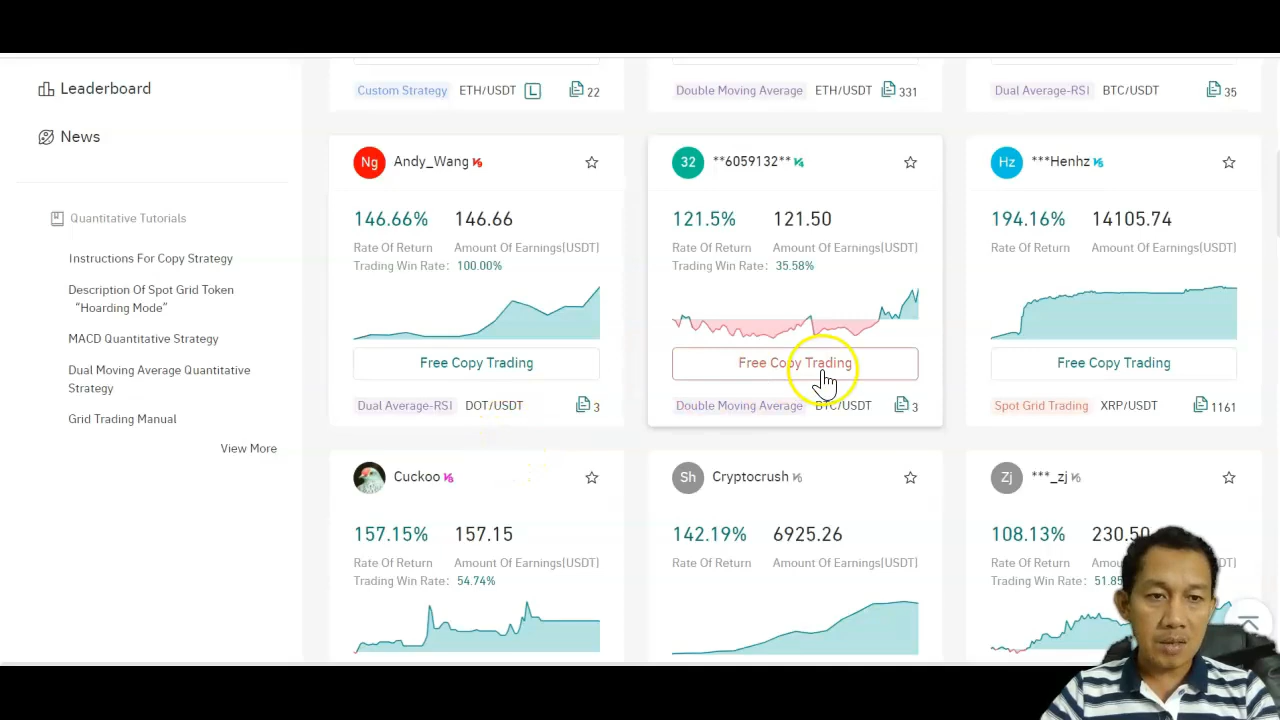 Leaderboard
News
Quantitative Tutorials
Instructions For Copy Strategy
Description Of Spot Grid Token
“Hoarding Mode”
MACD Quantitative Strategy
Dual Moving Average Quantitative
Strategy
Grid Trading Manual
View More
Custom Strategy ETH/USDT L 22
Double Moving Average ETH/USDT 331
Dual Average-RSI BTC/USDT 35
Ng Andy_Wang V5
146.66% 146.66
Rate Of Return Amount Of Earnings[USDT]
Trading Win Rate: 100.00%
Free Copy Trading
Dual Average-RSI DOT/USDT 3
32 **6059132**
121.5% 121.50
Rate Of Return Amount Of Earnings[USDT]
Trading Win Rate: 35.58%
Free Copy Trading
Double Moving Average BTC/USDT 3
Hz ***Henhz
194.16% 14105.74
Rate Of Return Amount Of Earnings[USDT]
Free Copy Trading
Spot Grid Trading XRP/USDT 1161
Cuckoo
157.15% 157.15
Rate Of Return Amount Of Earnings[USDT]
Trading Win Rate: 54.74%
Sh Cryptocrush
142.19% 6925.26
Rate Of Return Amount Of Earnings[USDT]
Zj ***_zj
108.13% 230.50
Rate Of Return Amount Of Earnings[USDT]
Trading Win Rate: 51.85